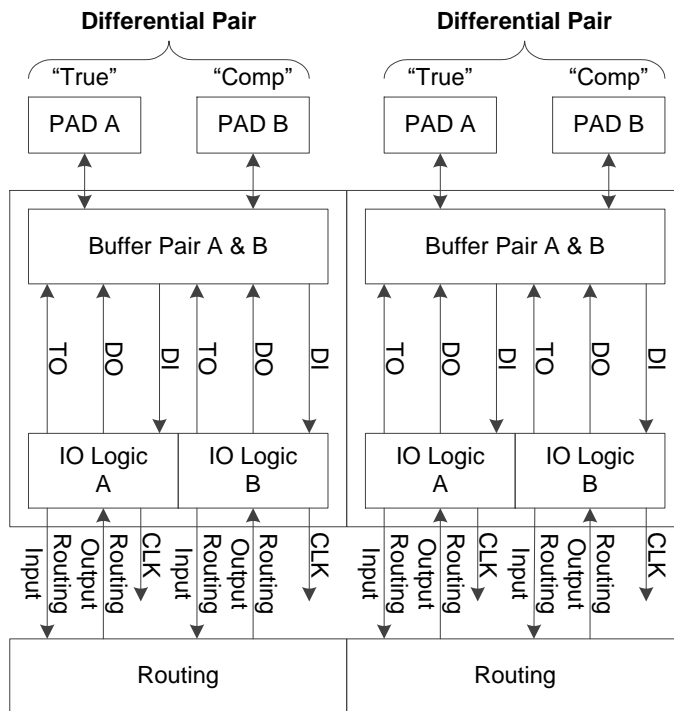 Differential Pair Differential Pair
“True” “Comp” “True” “Comp”
PAD A PAD B PAD A PAD B
Buffer Pair A & B Buffer Pair A & B
TO DO DI TO DO DI TO DO DI TO DO DI
IO Logic A IO Logic B IO Logic A IO Logic B
Routing Input Routing Output CLK Routing Input Routing Output CLK Routing Input Routing Output CLK Routing Input Routing Output CLK
Routing Routing